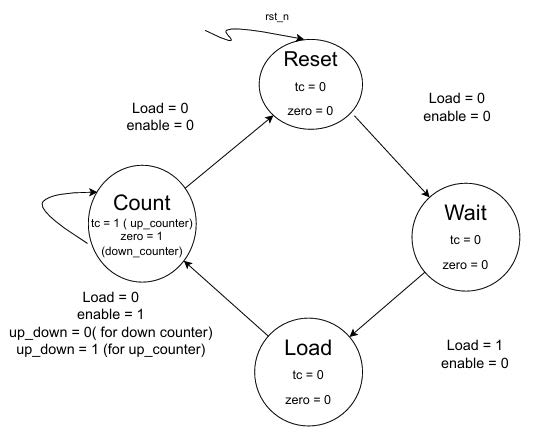 rst_n
Reset
tc = 0
zero = 0
Load = 0
enable = 0
Load = 0
enable = 0
Count
tc = 1 ( up_counter)
zero = 1
(down_counter)
Wait
tc = 0
zero = 0
Load = 0
enable = 1
up_down = 0( for down counter)
up_down = 1 (for up_counter)
Load
tc = 0
zero = 0
Load = 1
enable = 0